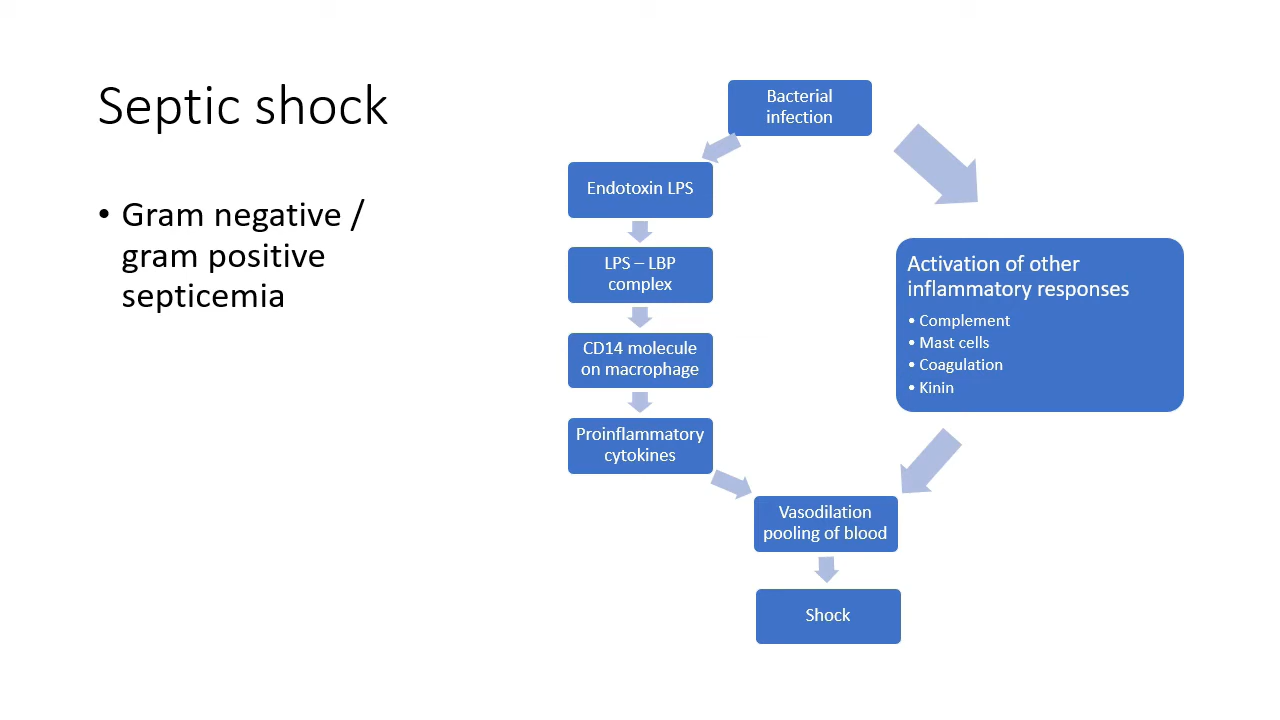 Septic shock
• Gram negative /
gram positive
septicemia
Bacterial
infection
Endotoxin LPS
LPS – LBP
complex
CD14 molecule
on macrophage
Proinflammatory
cytokines
Activation of other
inflammatory responses
• Complement
• Mast cells
• Coagulation
• Kinin
Vasodilation
pooling of blood
Shock